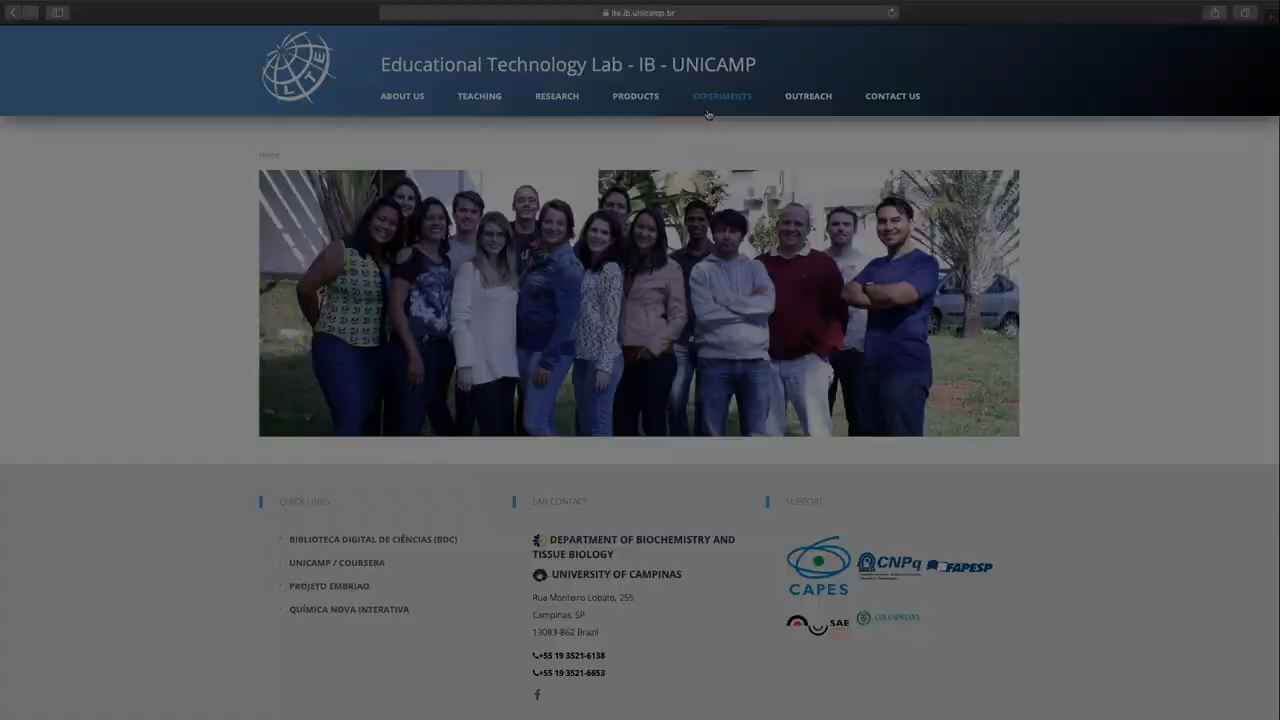 lte.ib.unicamp.br
LTE
Educational Technology Lab - IB - UNICAMP
ABOUT US
TEACHING
RESEARCH
PRODUCTS
EXPERIMENTS
OUTREACH
CONTACT US
Home
QUICK LINKS
BIBLIOTECA DIGITAL DE CIÊNCIAS (BDC)
UNICAMP / COURSERA
PROJETO EMBRIAO
QUÍMICA NOVA INTERATIVA
LAB CONTACT
DEPARTMENT OF BIOCHEMISTRY AND
TISSUE BIOLOGY
UNIVERSITY OF CAMPINAS
Rua Monteiro Lobato, 255
Campinas, SP
13083-862 Brazil
+55 19 3521-6138
+55 19 3521-6653
SUPPORT
CAPES
CNPq
FAPESP
SAE
COLCIENCIAS